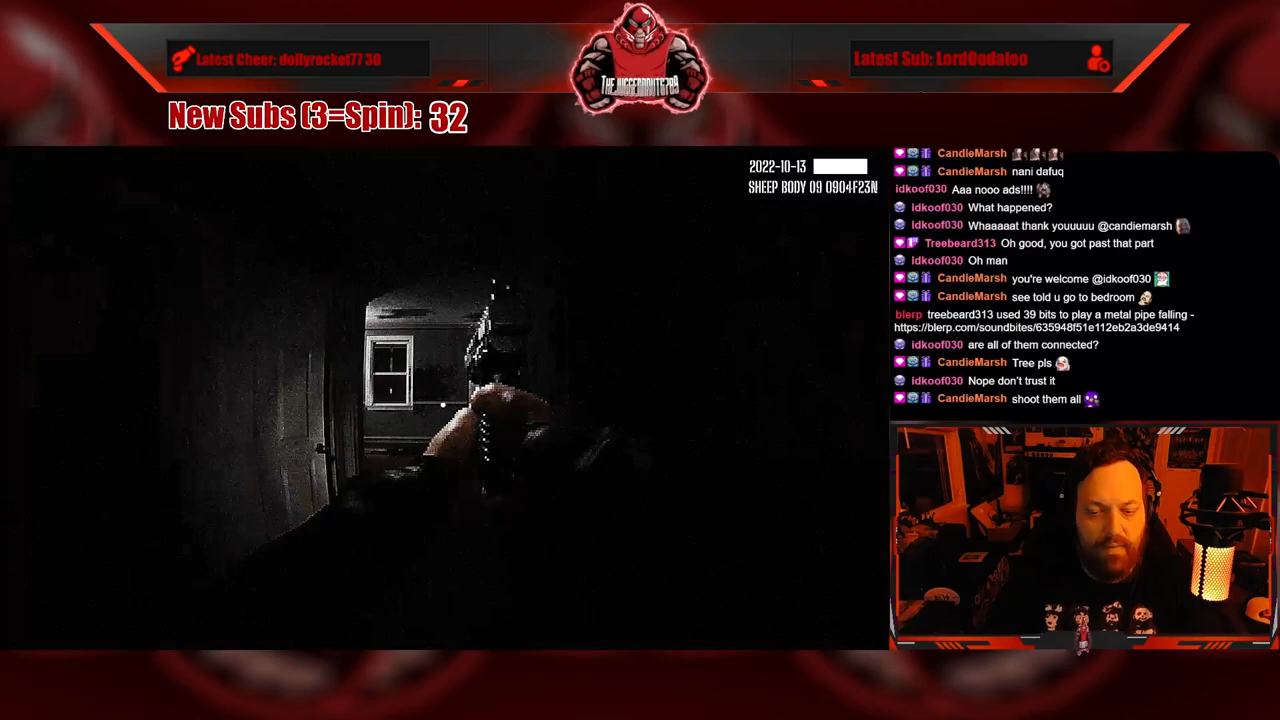 Latest Cheer: dollyrocket77 30
THEJUGGERNAUT6789
Latest Sub: LordOodaloo
New Subs (3=Spin): 32
2022-10-13
SHEEP BODY 09 0904F23N
CandieMarsh
CandieMarsh nani dafuq
idkoof030 Aaa nooo ads!!!!
idkoof030 What happened?
idkoof030 Whaaaaat thank youuuuu @candiemarsh
Treebeard313 Oh good, you got past that part
idkoof030 Oh man
CandieMarsh you're welcome @idkoof030
CandieMarsh see told u go to bedroom
blerp treebeard313 used 39 bits to play a metal pipe falling -
https://blerp.com/soundbites/635948f51e112eb2a3de9414
idkoof030 are all of them connected?
CandieMarsh Tree pls
idkoof030 Nope don't trust it
CandieMarsh shoot them all